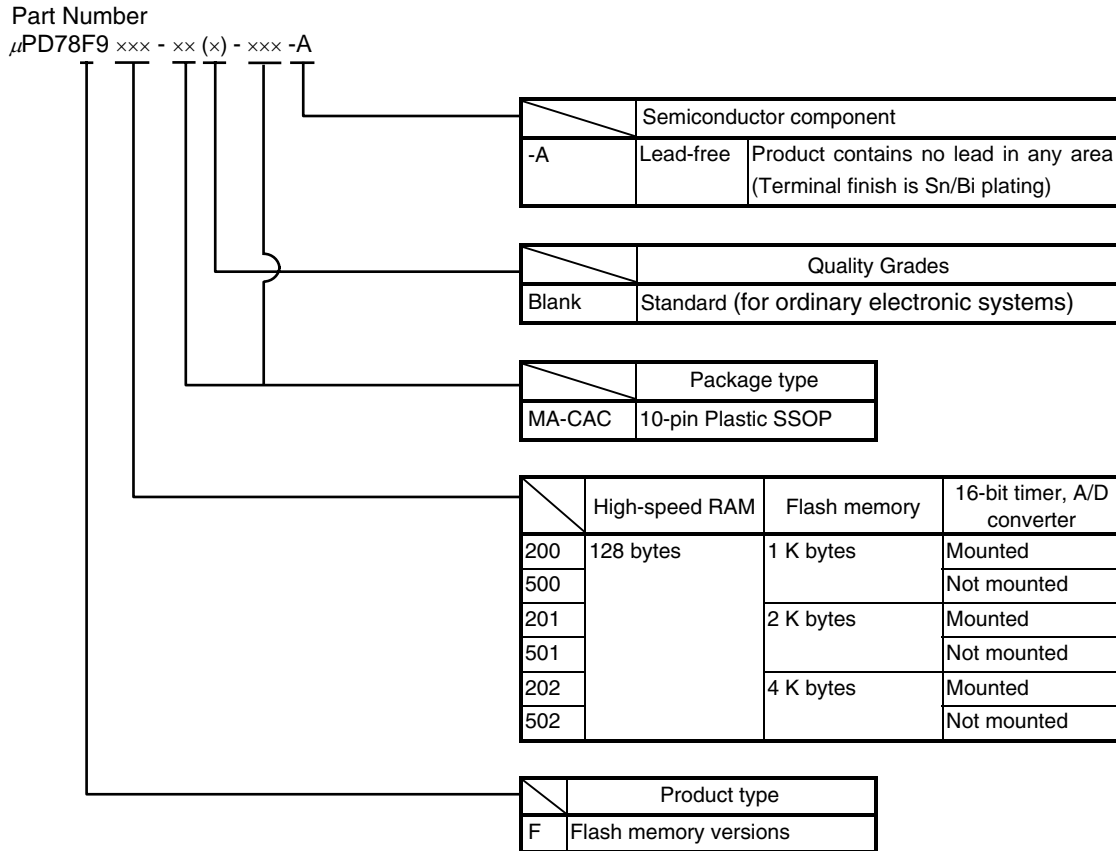 Part Number
μPD78F9 ××× - ×× (×) - ××× -A
Semiconductor component
-A Lead-free Product contains no lead in any area
(Terminal finish is Sn/Bi plating)
Quality Grades
Blank Standard (for ordinary electronic systems)
Package type
MA-CAC 10-pin Plastic SSOP
High-speed RAM Flash memory 16-bit timer, A/D
converter
200 128 bytes 1 K bytes Mounted
500 Not mounted
201 2 K bytes Mounted
501 Not mounted
202 4 K bytes Mounted
502 Not mounted
Product type
F Flash memory versions